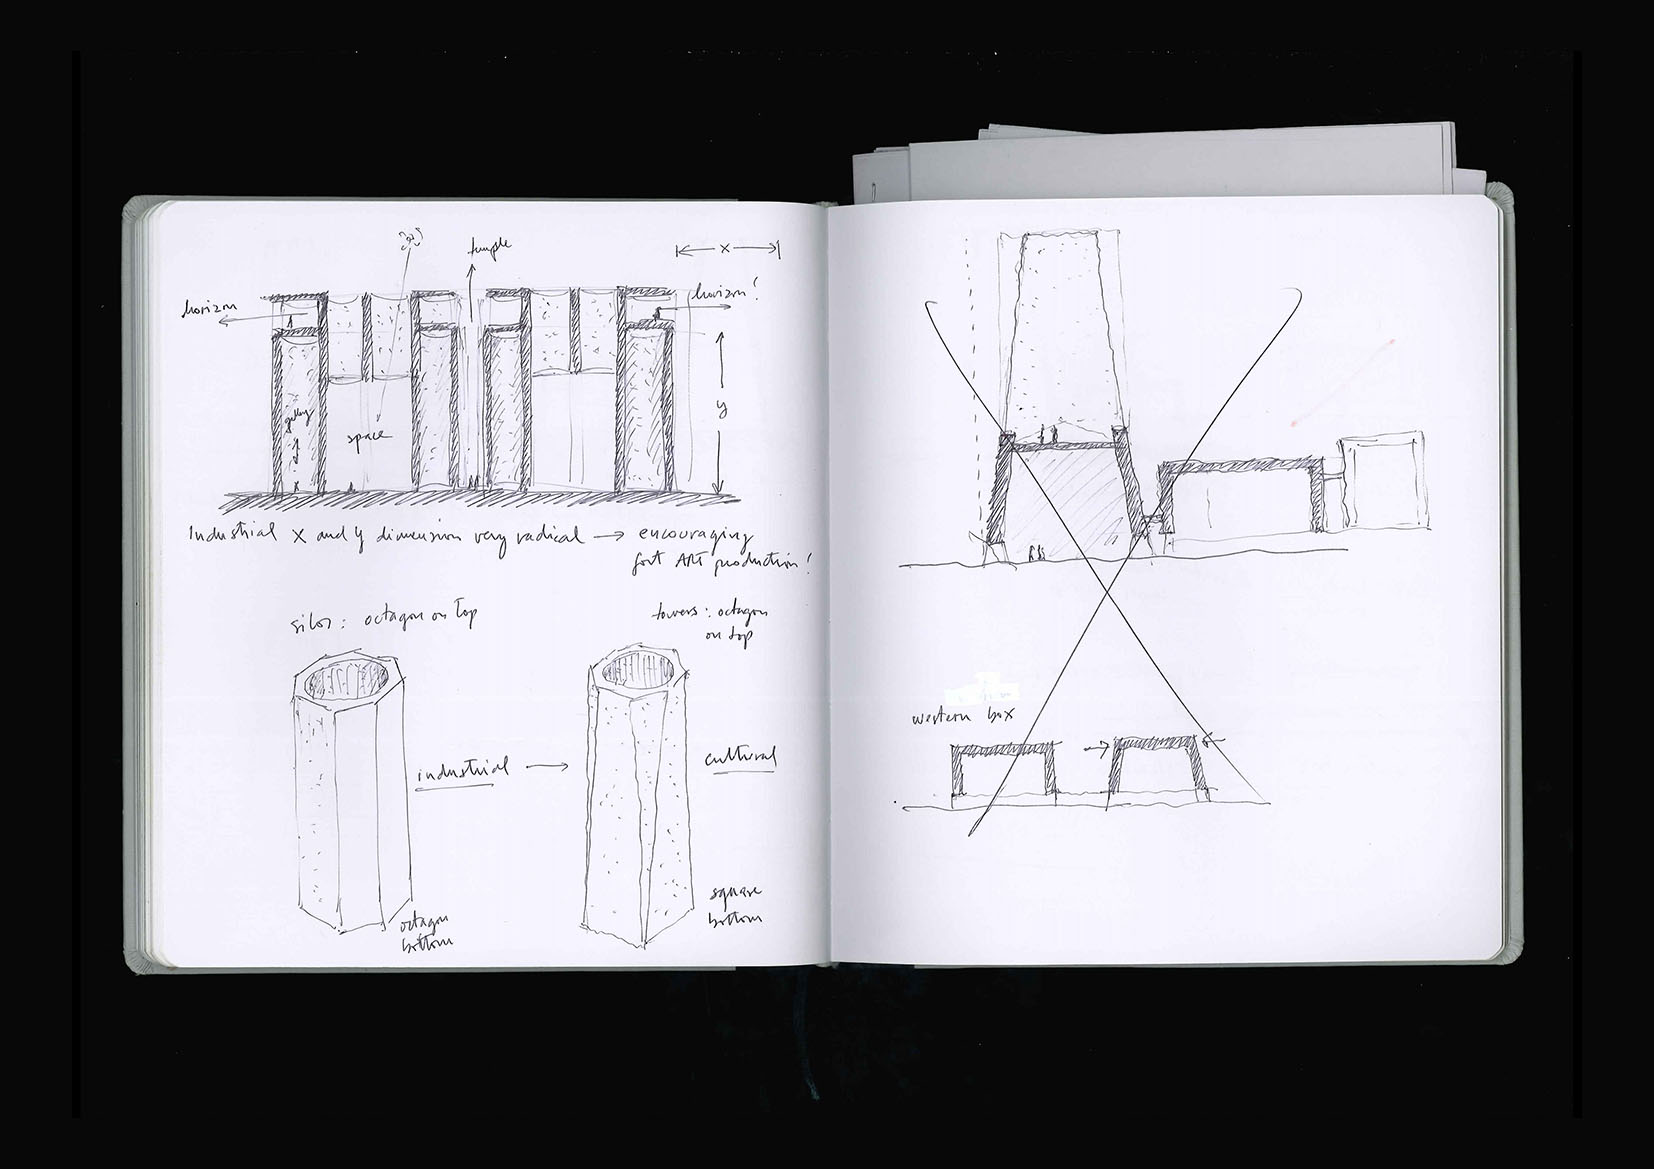 temple
x
horizon
horizon!
y
gallery
space
x
Industrial x and y dimension very radical → encouraging
for ART production!
silos: octagon on top
towers: octagon
on top
industrial →
cultural
square
bottom
octagon
bottom
western box